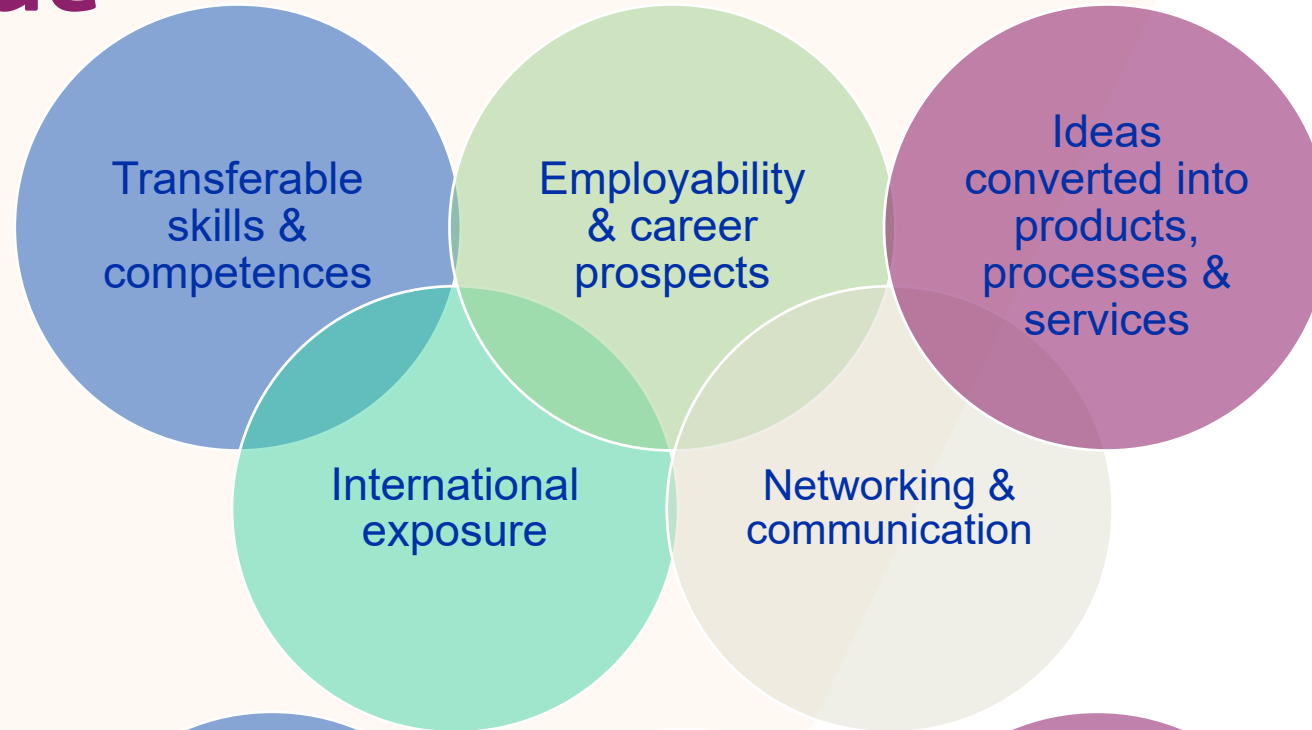 Transferable
skills &
competences
Employability
& career
prospects
Ideas
converted into
products,
processes &
services
International
exposure
Networking &
communication